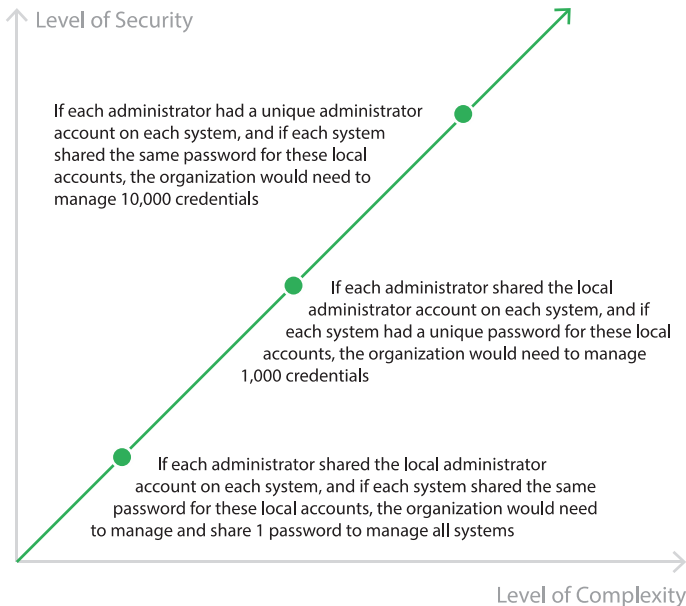 Level of Security
If each administrator had a unique administrator
account on each system, and if each system
shared the same password for these local
accounts, the organization would need to
manage 10,000 credentials
If each administrator shared the local
administrator account on each system, and if
each system had a unique password for these local
accounts, the organization would need to manage
1,000 credentials
If each administrator shared the local administrator
account on each system, and if each system shared the same
password for these local accounts, the organization would need
to manage and share 1 password to manage all systems
Level of Complexity